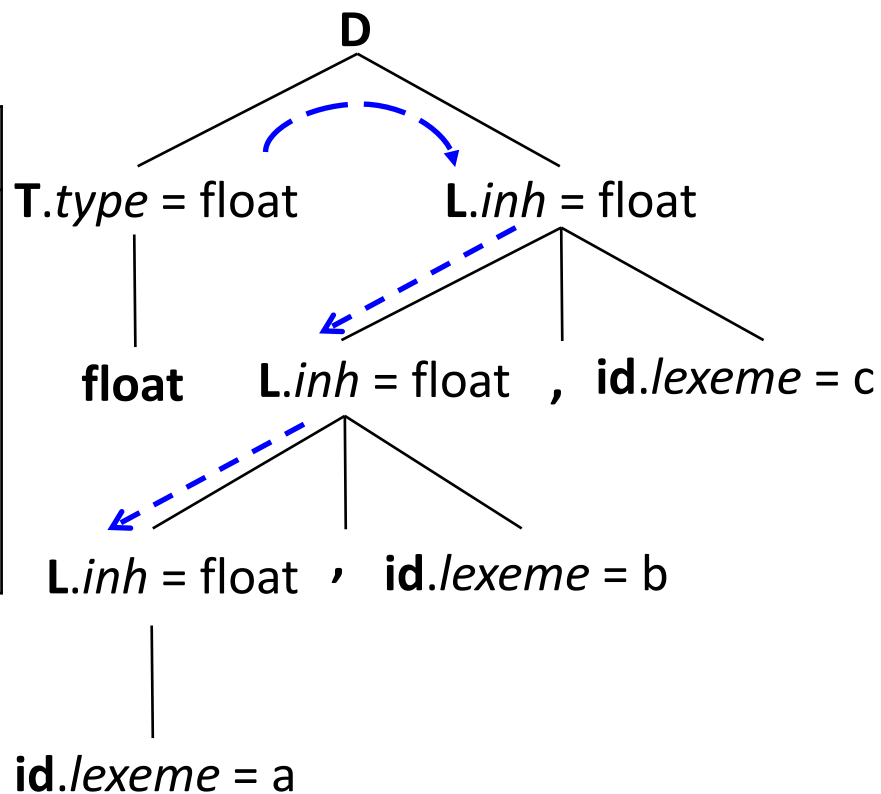 D
T.type = float L.inh = float
float L.inh = float , id.lexeme = c
L.inh = float , id.lexeme = b
id.lexeme = a